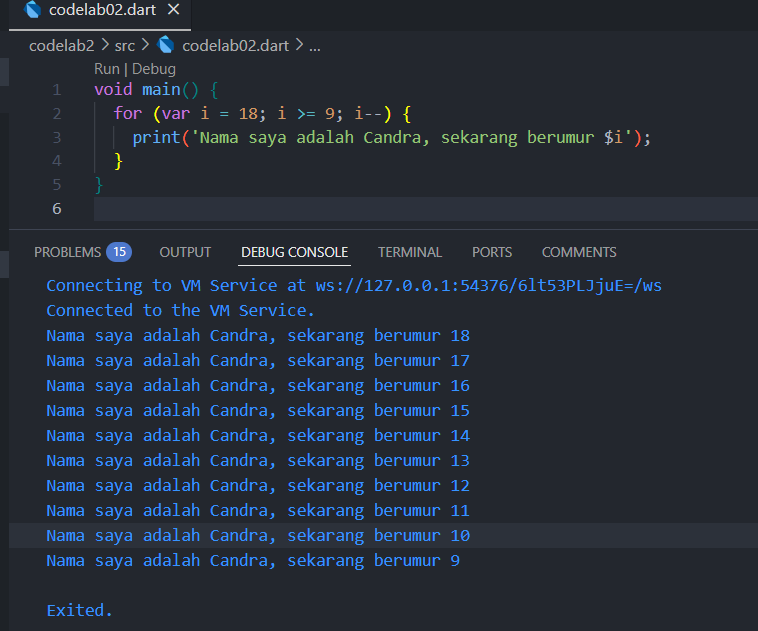 codelab02.dart ×
codelab2 > src > codelab02.dart > ...
Run | Debug
1 void main() {
2 for (var i = 18; i >= 9; i--) {
3 print('Nama saya adalah Candra, sekarang berumur $i');
4 }
5 }
6
PROBLEMS 15 OUTPUT DEBUG CONSOLE TERMINAL PORTS COMMENTS
Connecting to VM Service at ws://127.0.0.1:54376/6lt53PLJjuE=/ws
Connected to the VM Service.
Nama saya adalah Candra, sekarang berumur 18
Nama saya adalah Candra, sekarang berumur 17
Nama saya adalah Candra, sekarang berumur 16
Nama saya adalah Candra, sekarang berumur 15
Nama saya adalah Candra, sekarang berumur 14
Nama saya adalah Candra, sekarang berumur 13
Nama saya adalah Candra, sekarang berumur 12
Nama saya adalah Candra, sekarang berumur 11
Nama saya adalah Candra, sekarang berumur 10
Nama saya adalah Candra, sekarang berumur 9
Exited.